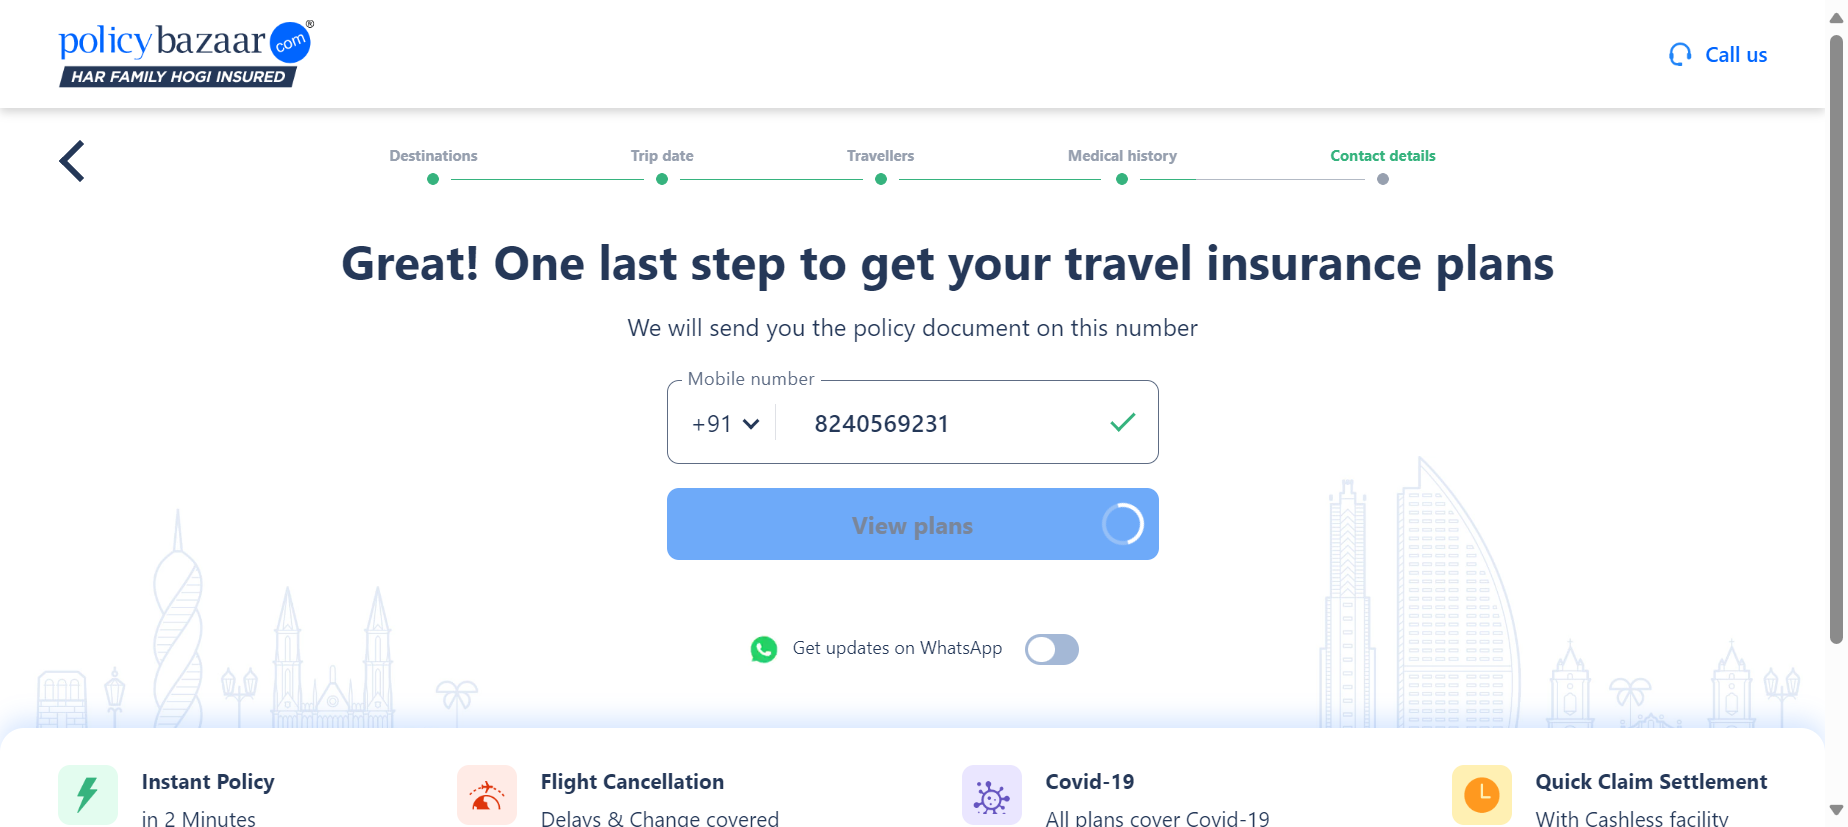 policybazaar com ®
HAR FAMILY HOGI INSURED
Call us
Destinations
Trip date
Travellers
Medical history
Contact details
Great! One last step to get your travel insurance plans
We will send you the policy document on this number
Mobile number
+91
8240569231
View plans
Get updates on WhatsApp
Instant Policy
in 2 Minutes
Flight Cancellation
Delays & Change covered
Covid-19
All plans cover Covid-19
Quick Claim Settlement
With Cashless facility